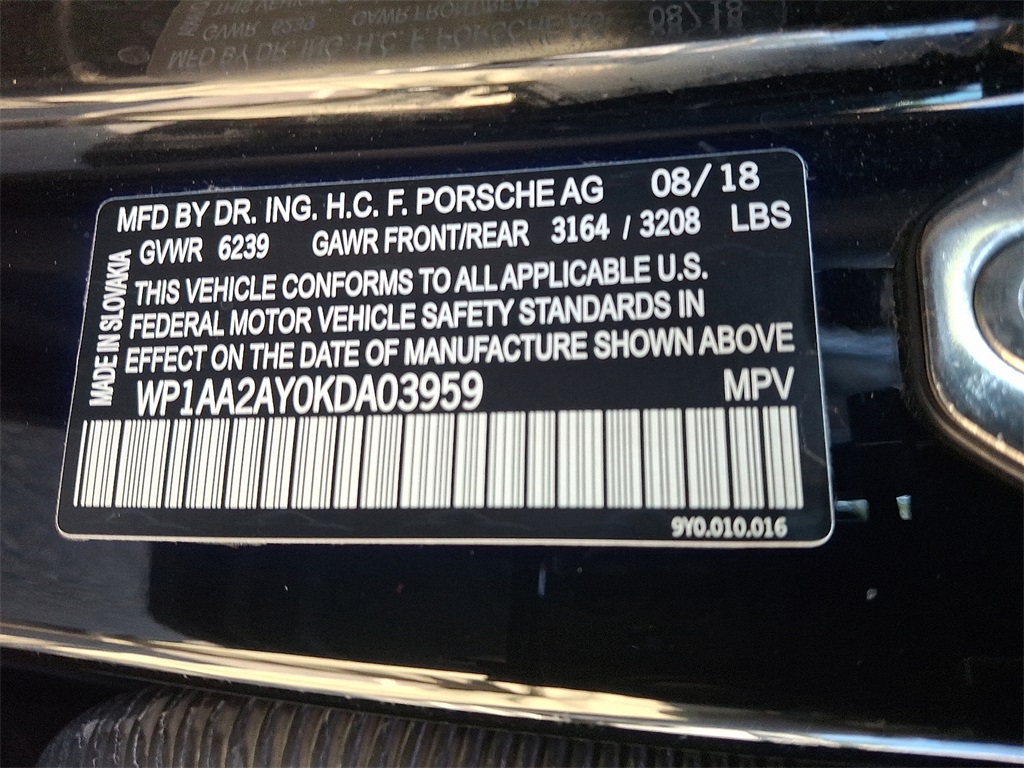 MFD BY DR. ING. H.C. F. PORSCHE AG 08/18
GVWR 6239 GAWR FRONT/REAR 3164 / 3208 LBS
MADE IN SLOVAKIA
THIS VEHICLE CONFORMS TO ALL APPLICABLE U.S.
FEDERAL MOTOR VEHICLE SAFETY STANDARDS IN
EFFECT ON THE DATE OF MANUFACTURE SHOWN ABOVE
WP1AA2AY0KDA03959 MPV
9Y0.010.016